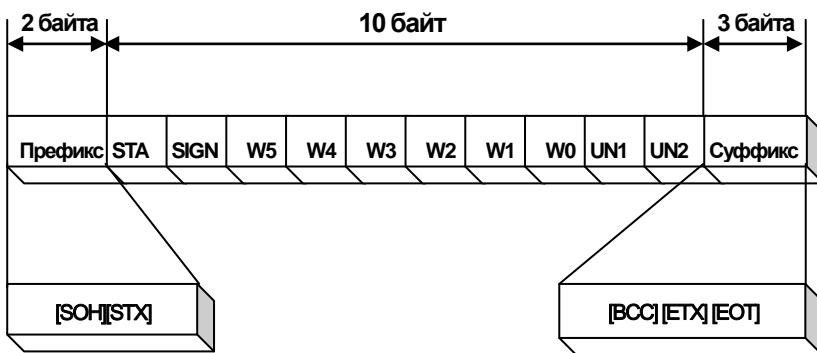 2 байта 10 байт 3 байта
Префикс STA SIGN W5 W4 W3 W2 W1 W0 UN1 UN2 Суффикс
[SOH][STX] [BCC] [ETX] [EOT]